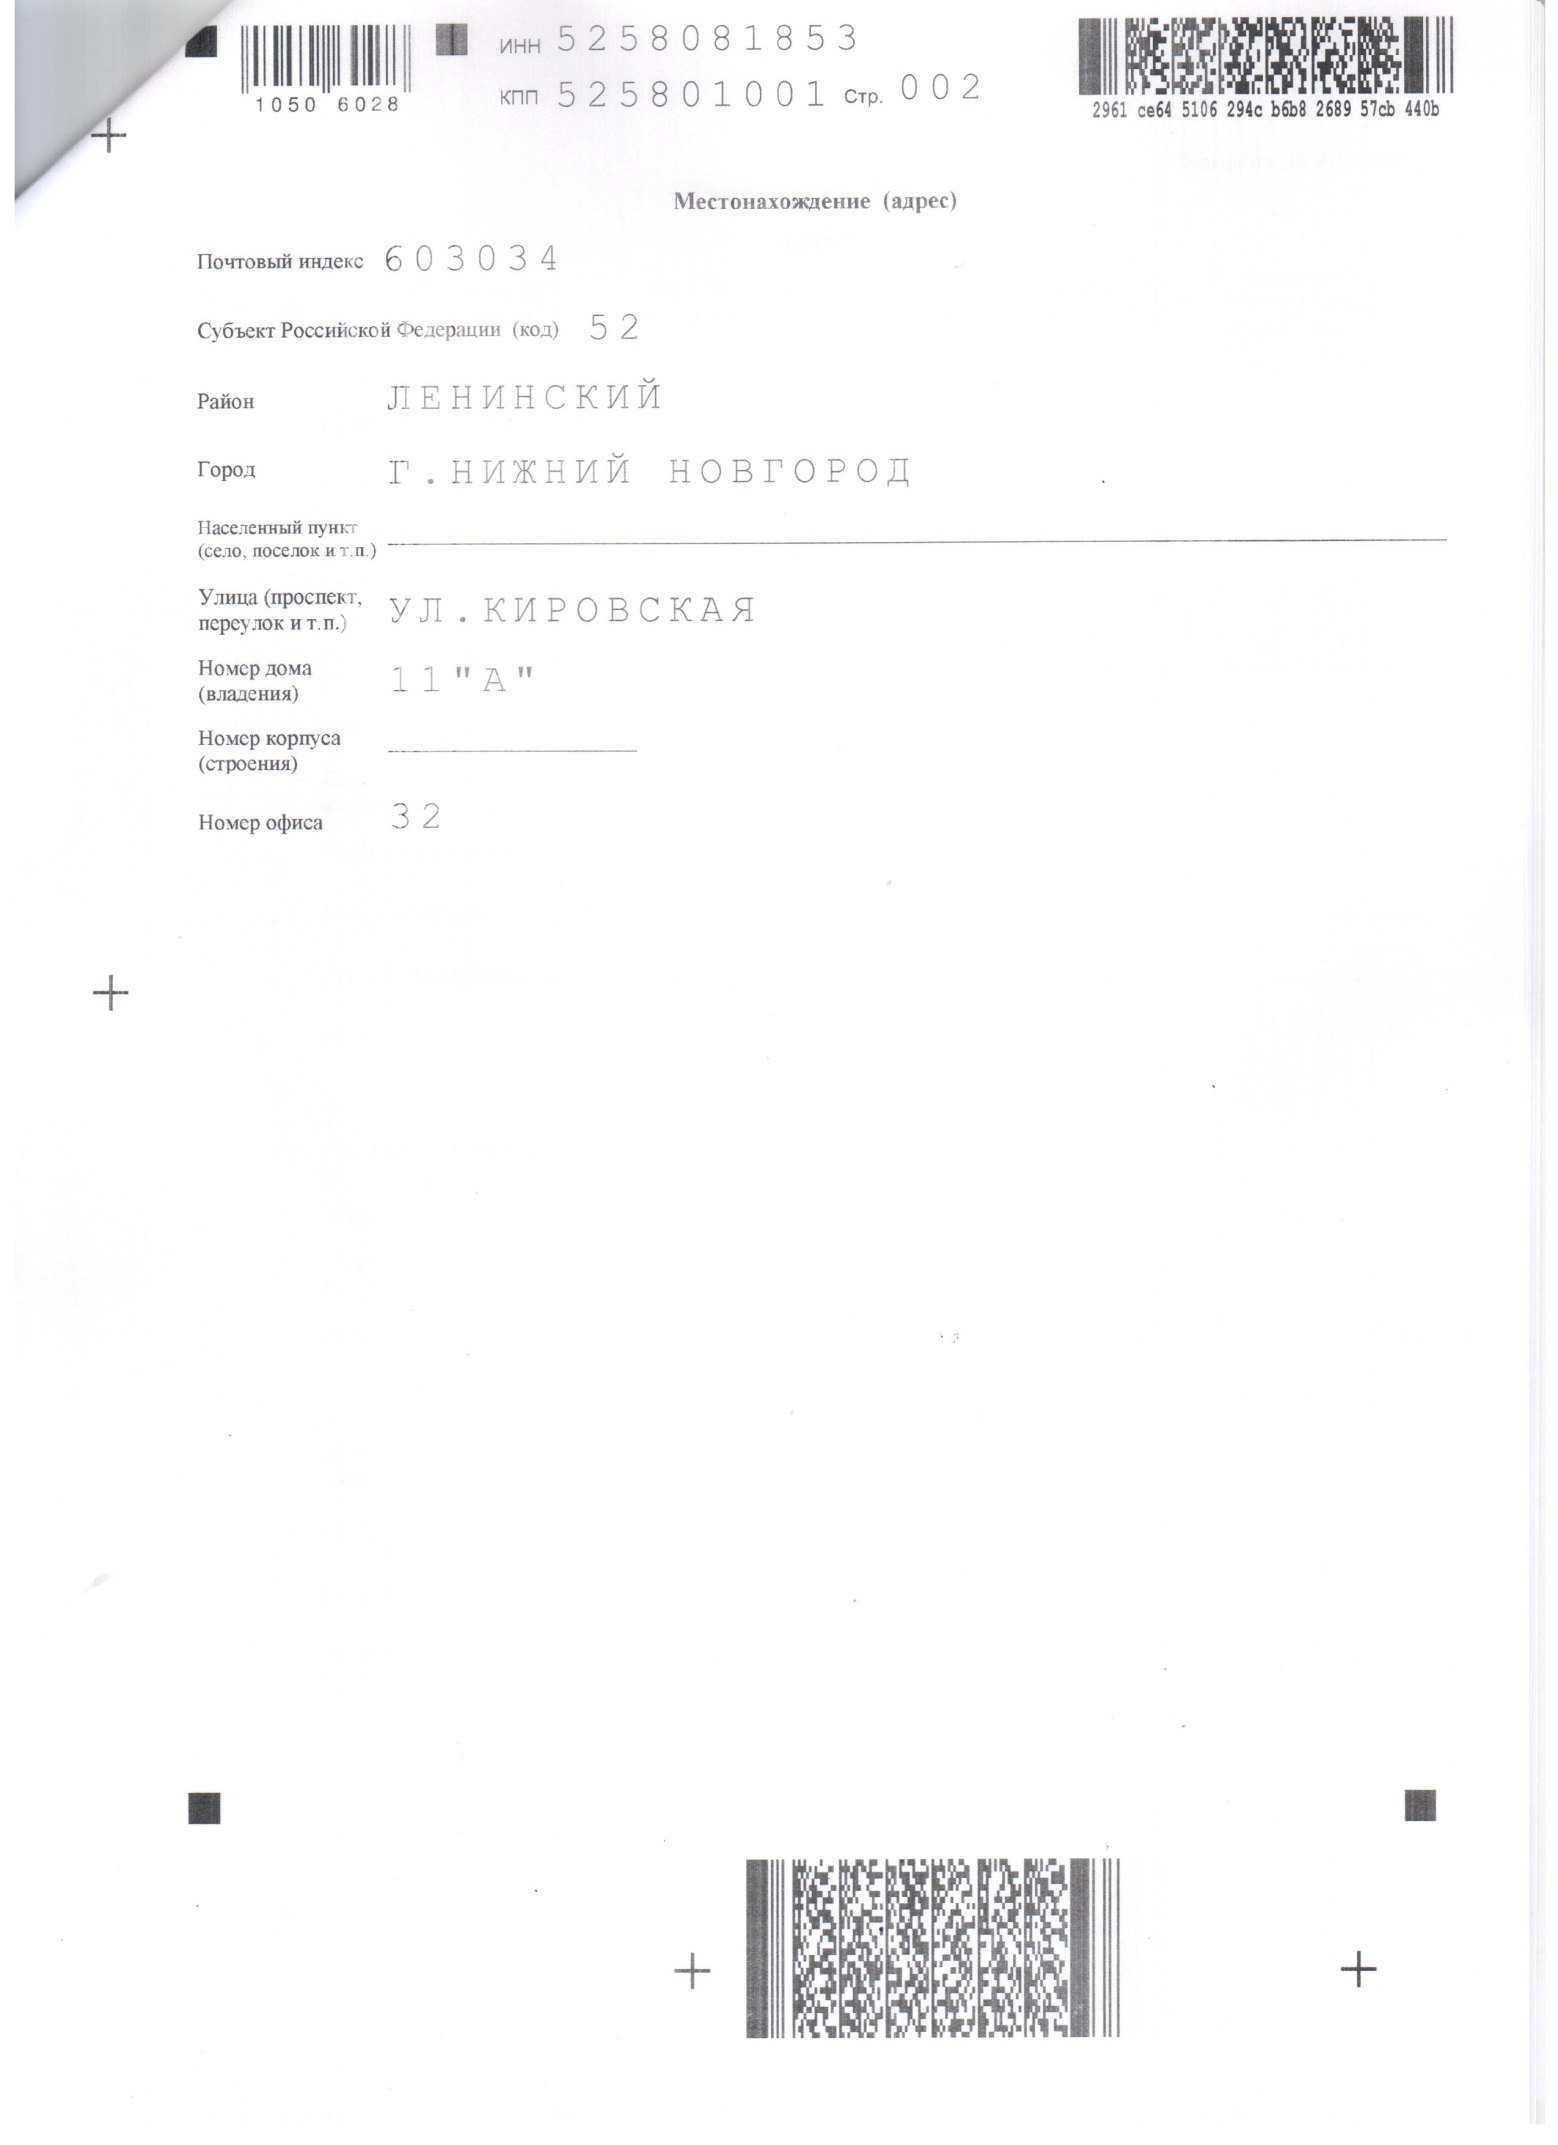 1050 6028
ИНН 5258081853
КПП 525801001 Стр. 002
2961 ce64 5106 294c b6b8 2689 57cb 440b
Местонахождение (адрес)
Почтовый индекс 603034
Субъект Российской Федерации (код) 52
Район ЛЕНИНСКИЙ
Город Г.НИЖНИЙ НОВГОРОД
Населенный пункт
(село, поселок и т.п.)
Улица (проспект,
переулок и т.п.) УЛ.КИРОВСКАЯ
Номер дома
(владения) 11"А"
Номер корпуса
(строения)
Номер офиса 32